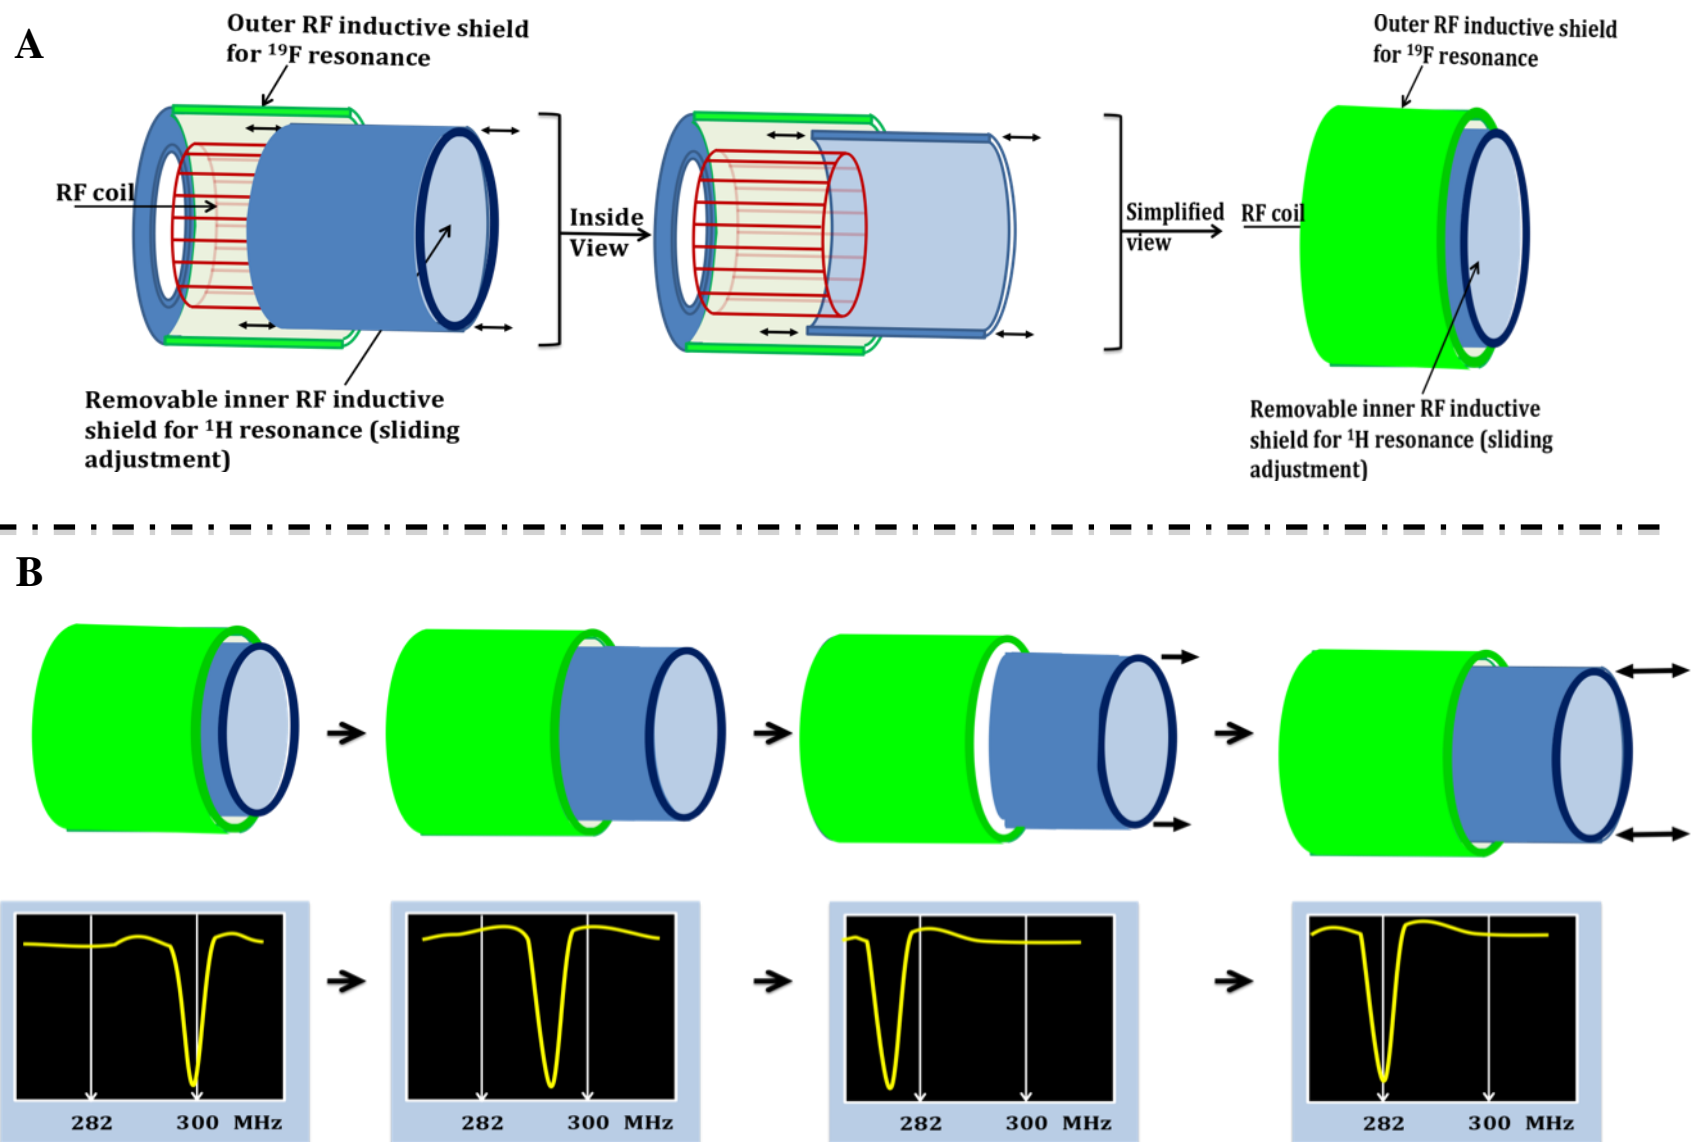 A
Outer RF inductive shield
for ¹⁹F resonance
RF coil
Removable inner RF inductive
shield for ¹H resonance (sliding
adjustment)
Inside
View
Simplified
view
Outer RF inductive shield
for ¹⁹F resonance
RF coil
Removable inner RF inductive
shield for ¹H resonance (sliding
adjustment)
B
282 300 MHz
282 300 MHz
282 300 MHz
282 300 MHz